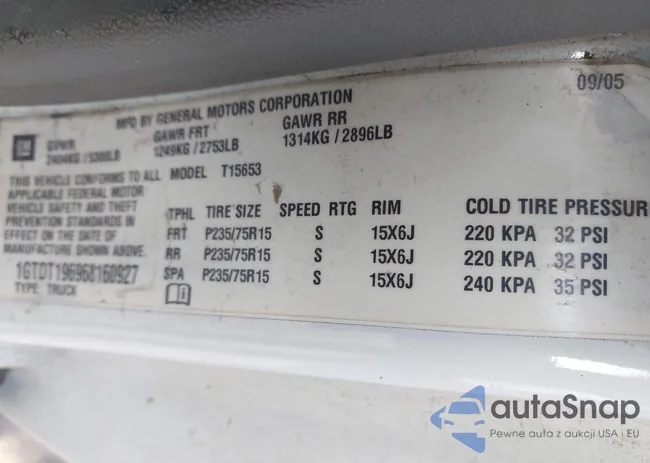 09/05
MFD BY GENERAL MOTORS CORPORATION
GM
GVWR GAWR FRT GAWR RR
2404KG / 5300LB 1249KG / 2753LB 1314KG / 2896LB
THIS VEHICLE CONFORMS TO ALL MODEL T15653
APPLICABLE FEDERAL MOTOR
VEHICLE SAFETY AND THEFT
PREVENTION STANDARDS IN
EFFECT ON THE DATE OF
MANUFACTURE SHOWN ABOVE.
1GTDT196968160927
TYPE: TRUCK
TPHL TIRE SIZE SPEED RTG RIM COLD TIRE PRESSURE
FRT P235/75R15 S 15X6J 220 KPA 32 PSI
RR P235/75R15 S 15X6J 220 KPA 32 PSI
SPA P235/75R15 S 15X6J 240 KPA 35 PSI
autaSnap
Pewne auta z aukcji USA i EU